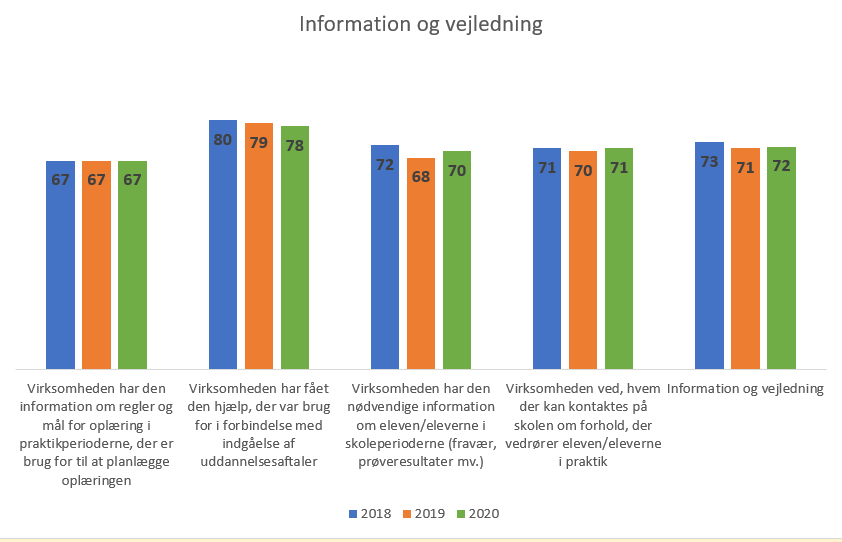 Information og vejledning
67 67 67
80 79 78
72 68 70
71 70 71
73 71 72
Virksomheden har den
information om regler og
mål for oplæring i
praktikperioderne, der er
brug for til at planlægge
oplæringen
Virksomheden har fået
den hjælp, der var brug
for i forbindelse med
indgåelse af
uddannelsesaftaler
Virksomheden har den
nødvendige information
om eleven/eleverne i
skoleperioderne (fravær,
prøveresultater mv.)
Virksomheden ved, hvem
der kan kontaktes på
skolen om forhold, der
vedrører eleven/eleverne
i praktik
Information og vejledning
2018 2019 2020